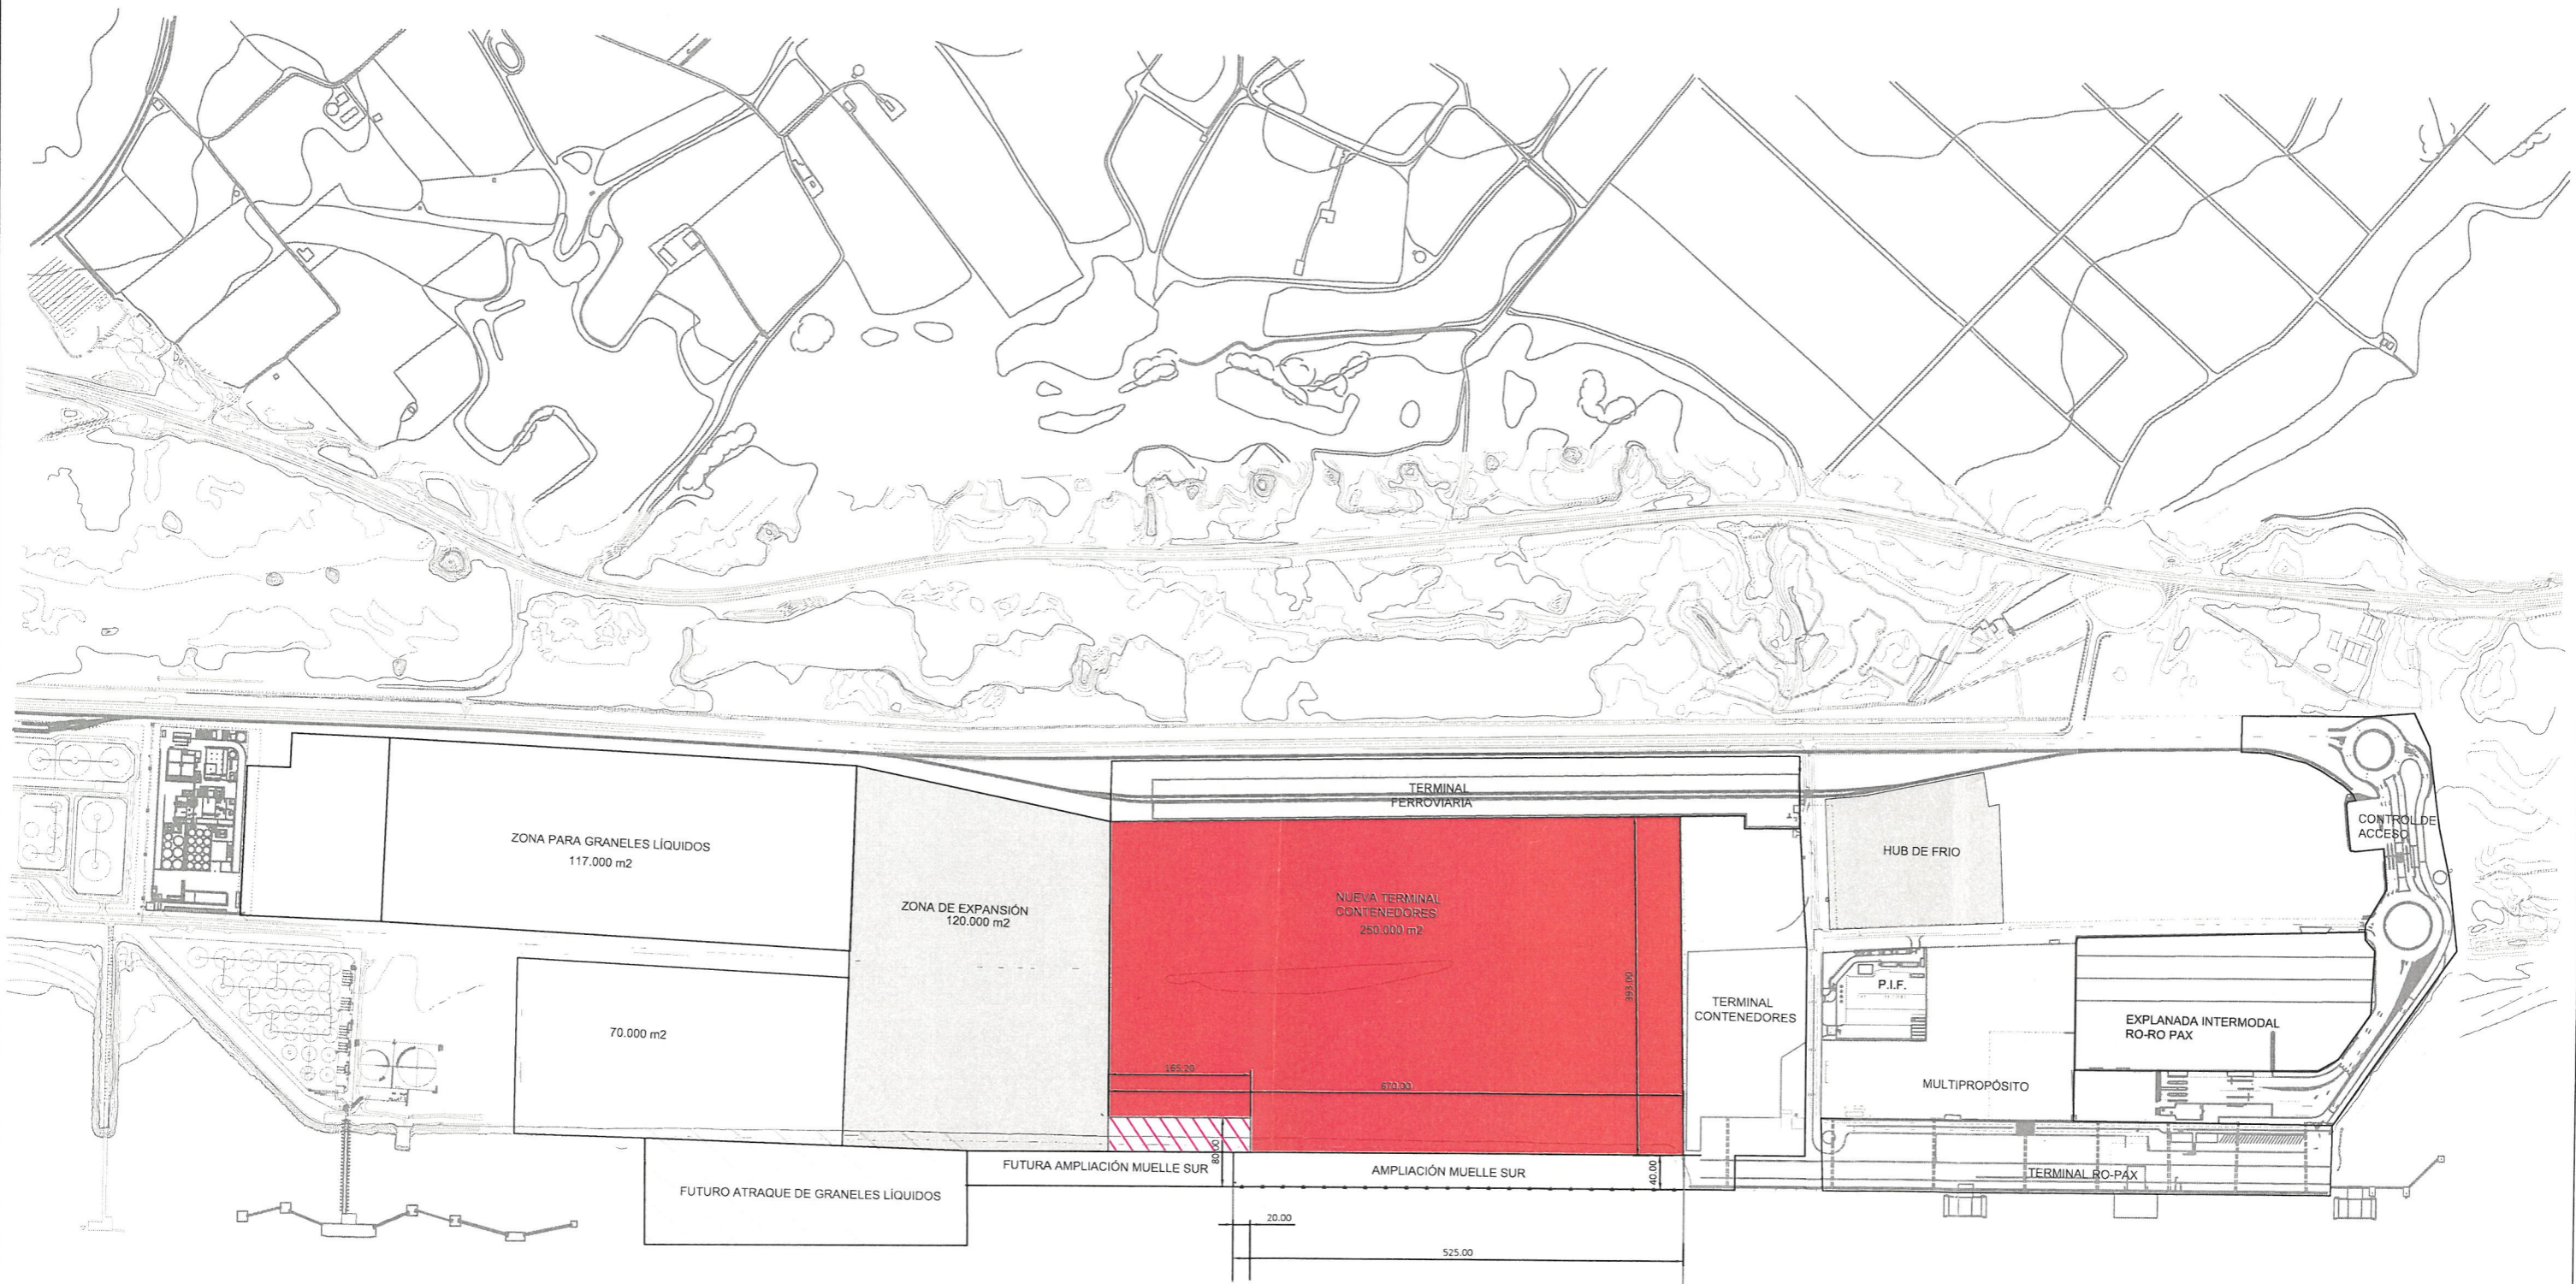 TERMINAL
FERROVIARIA
CONTROL DE
ACCESO
ZONA PARA GRANELES LÍQUIDOS
117.000 m2
HUB DE FRIO
ZONA DE EXPANSIÓN
120.000 m2
NUEVA TERMINAL
CONTENEDORES
250.000 m2
393.00
P.I.F.
TERMINAL
CONTENEDORES
EXPLANADA INTERMODAL
RO-RO PAX
70.000 m2
165.20
670.00
MULTIPROPÓSITO
80.00
FUTURA AMPLIACIÓN MUELLE SUR
AMPLIACIÓN MUELLE SUR
40.00
TERMINAL RO-PAX
FUTURO ATRAQUE DE GRANELES LÍQUIDOS
20.00
525.00